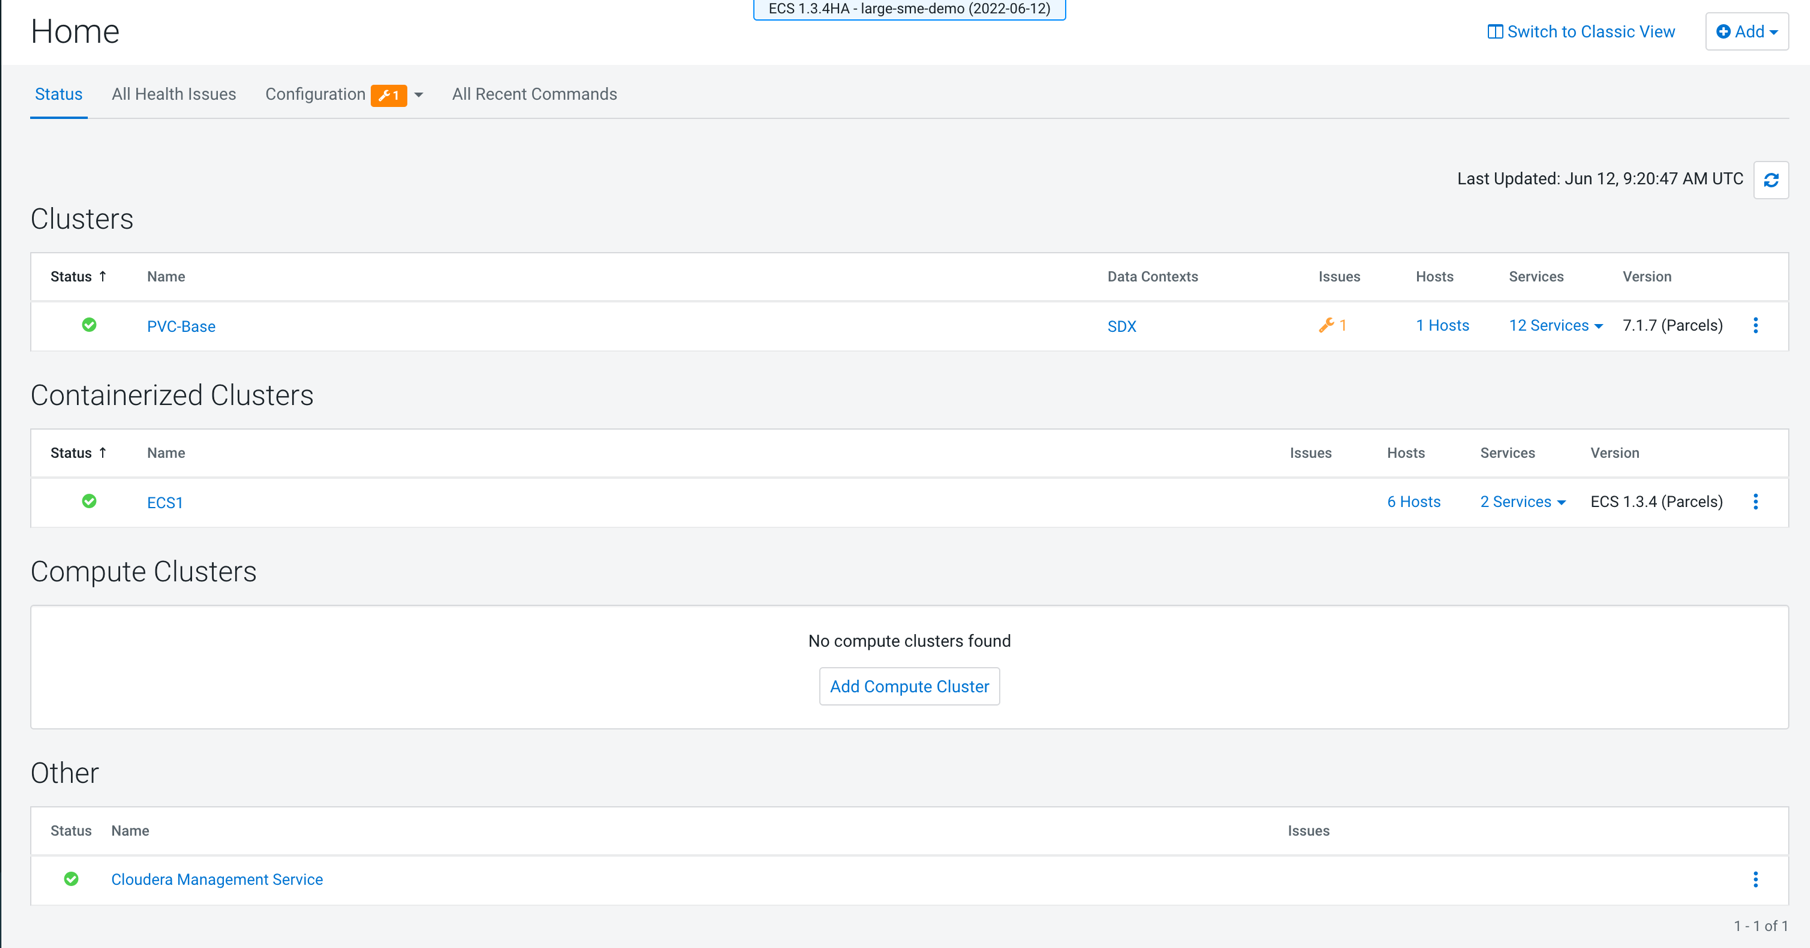 ECS 1.3.4HA - large-sme-demo (2022-06-12)
Home
Switch to Classic View
Add
Status All Health Issues Configuration 1 All Recent Commands
Last Updated: Jun 12, 9:20:47 AM UTC
Clusters
Status ↑ Name Data Contexts Issues Hosts Services Version
PVC-Base SDX 1 1 Hosts 12 Services 7.1.7 (Parcels)
Containerized Clusters
Status ↑ Name Issues Hosts Services Version
ECS1 6 Hosts 2 Services ECS 1.3.4 (Parcels)
Compute Clusters
No compute clusters found
Add Compute Cluster
Other
Status Name Issues
Cloudera Management Service
1 - 1 of 1